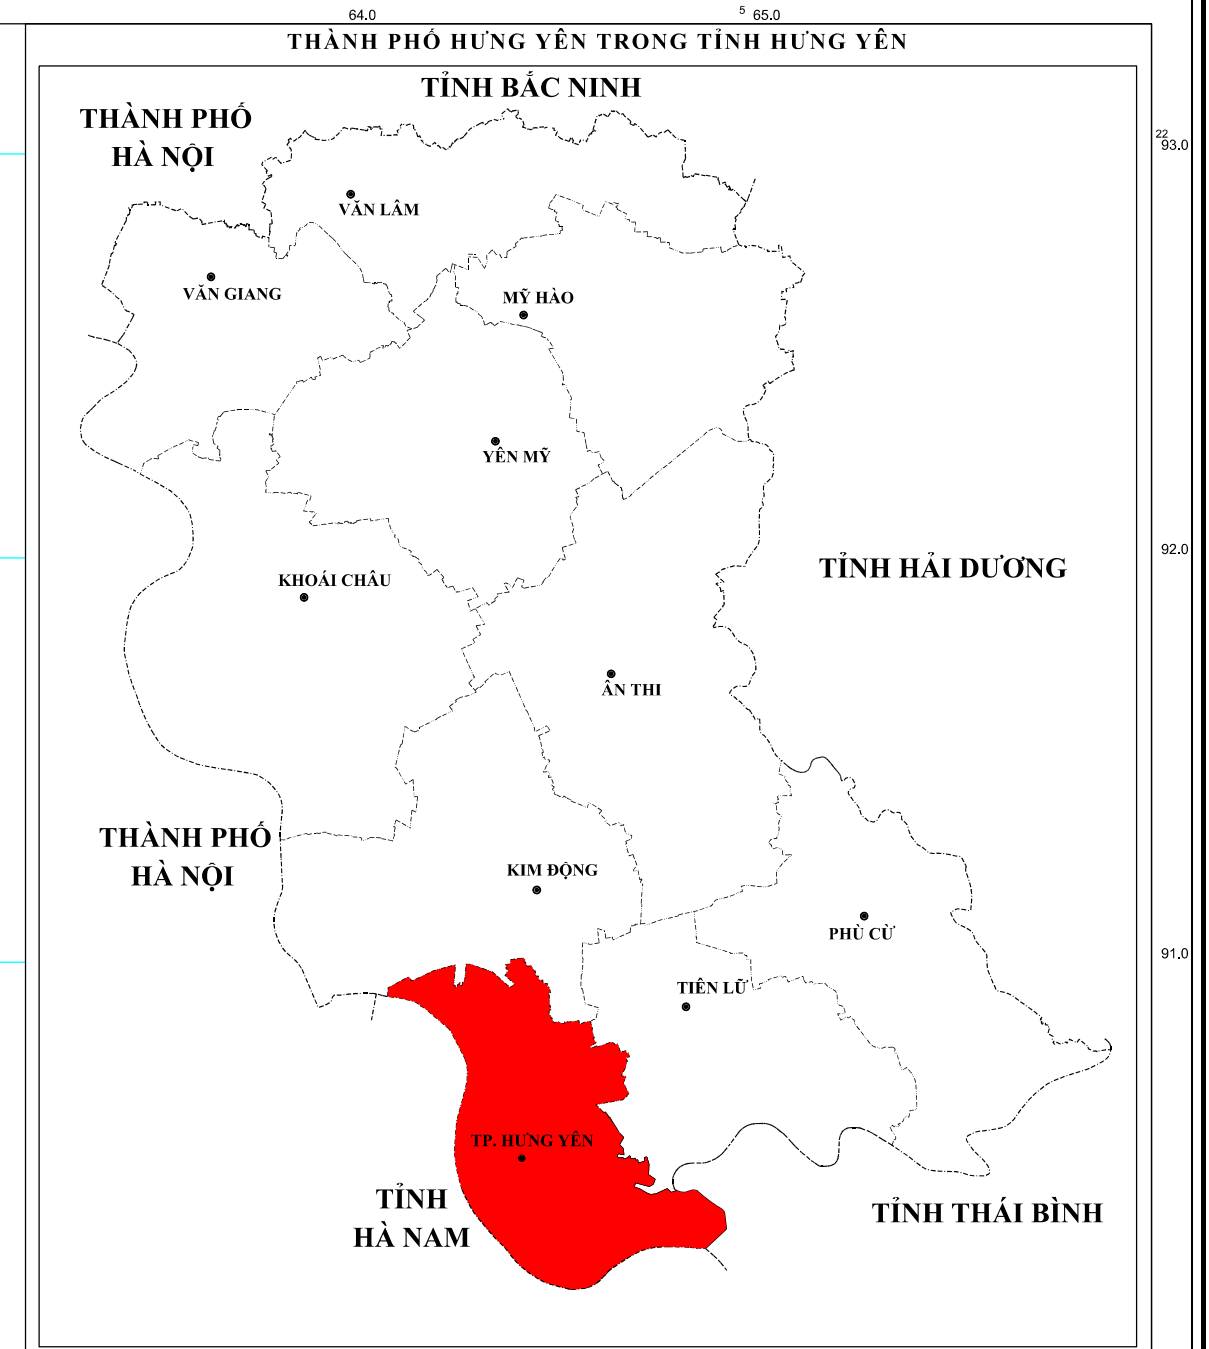 64.0
5 65.0
THÀNH PHỐ HƯNG YÊN TRONG TỈNH HƯNG YÊN
TỈNH BẮC NINH
THÀNH PHỐ
HÀ NỘI
22
93.0
VĂN LÂM
VĂN GIANG
MỸ HÀO
YÊN MỸ
92.0
TỈNH HẢI DƯƠNG
KHOÁI CHÂU
ÂN THI
THÀNH PHỐ
HÀ NỘI
KIM ĐỘNG
PHÙ CỪ
91.0
TIÊN LỮ
TP. HƯNG YÊN
TỈNH
HÀ NAM
TỈNH THÁI BÌNH